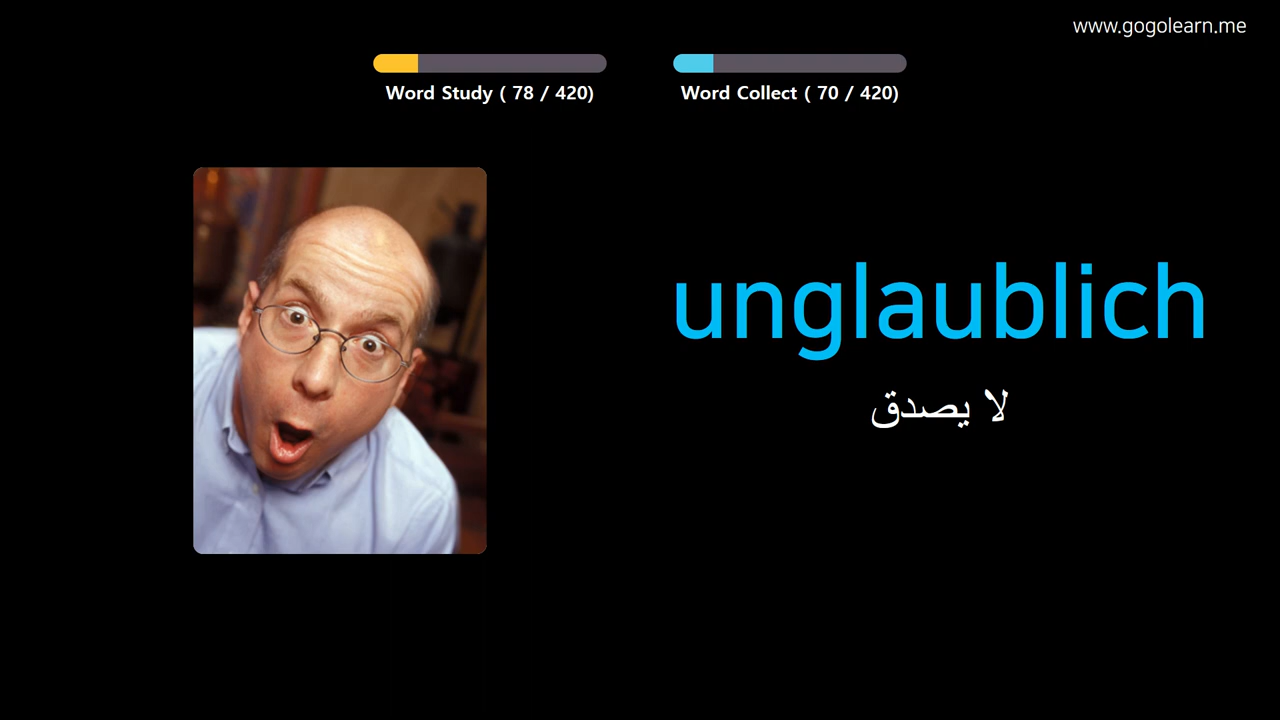 www.gogolearn.me
Word Study ( 78 / 420)
Word Collect ( 70 / 420)
unglaublich
لا يصدق